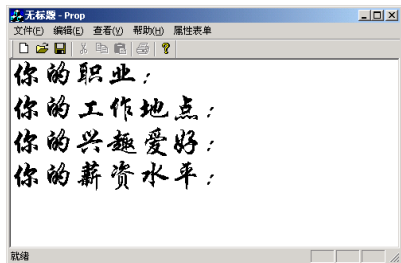 无标题 - Prop
文件(F) 编辑(E) 查看(V) 帮助(H) 属性表单
你的职业：
你的工作地点：
你的兴趣爱好：
你的薪资水平：
就绪